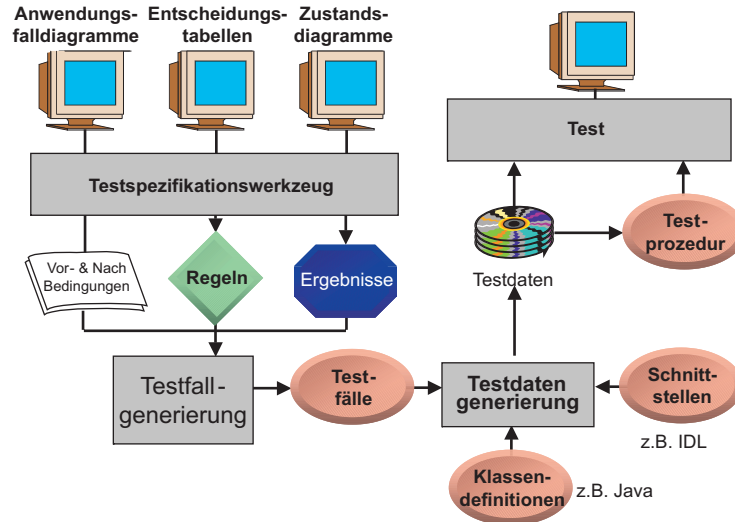 Anwendungs-
falldiagramme
Entscheidungs-
tabellen
Zustands-
diagramme
Testspezifikationswerkzeug
Test
Vor- & Nach
Bedingungen
Regeln
Ergebnisse
Testdaten
Test-
prozedur
Testfall-
generierung
Test-
fälle
Testdaten
generierung
Schnitt-
stellen
z.B. IDL
Klassen-
definitionen
z.B. Java